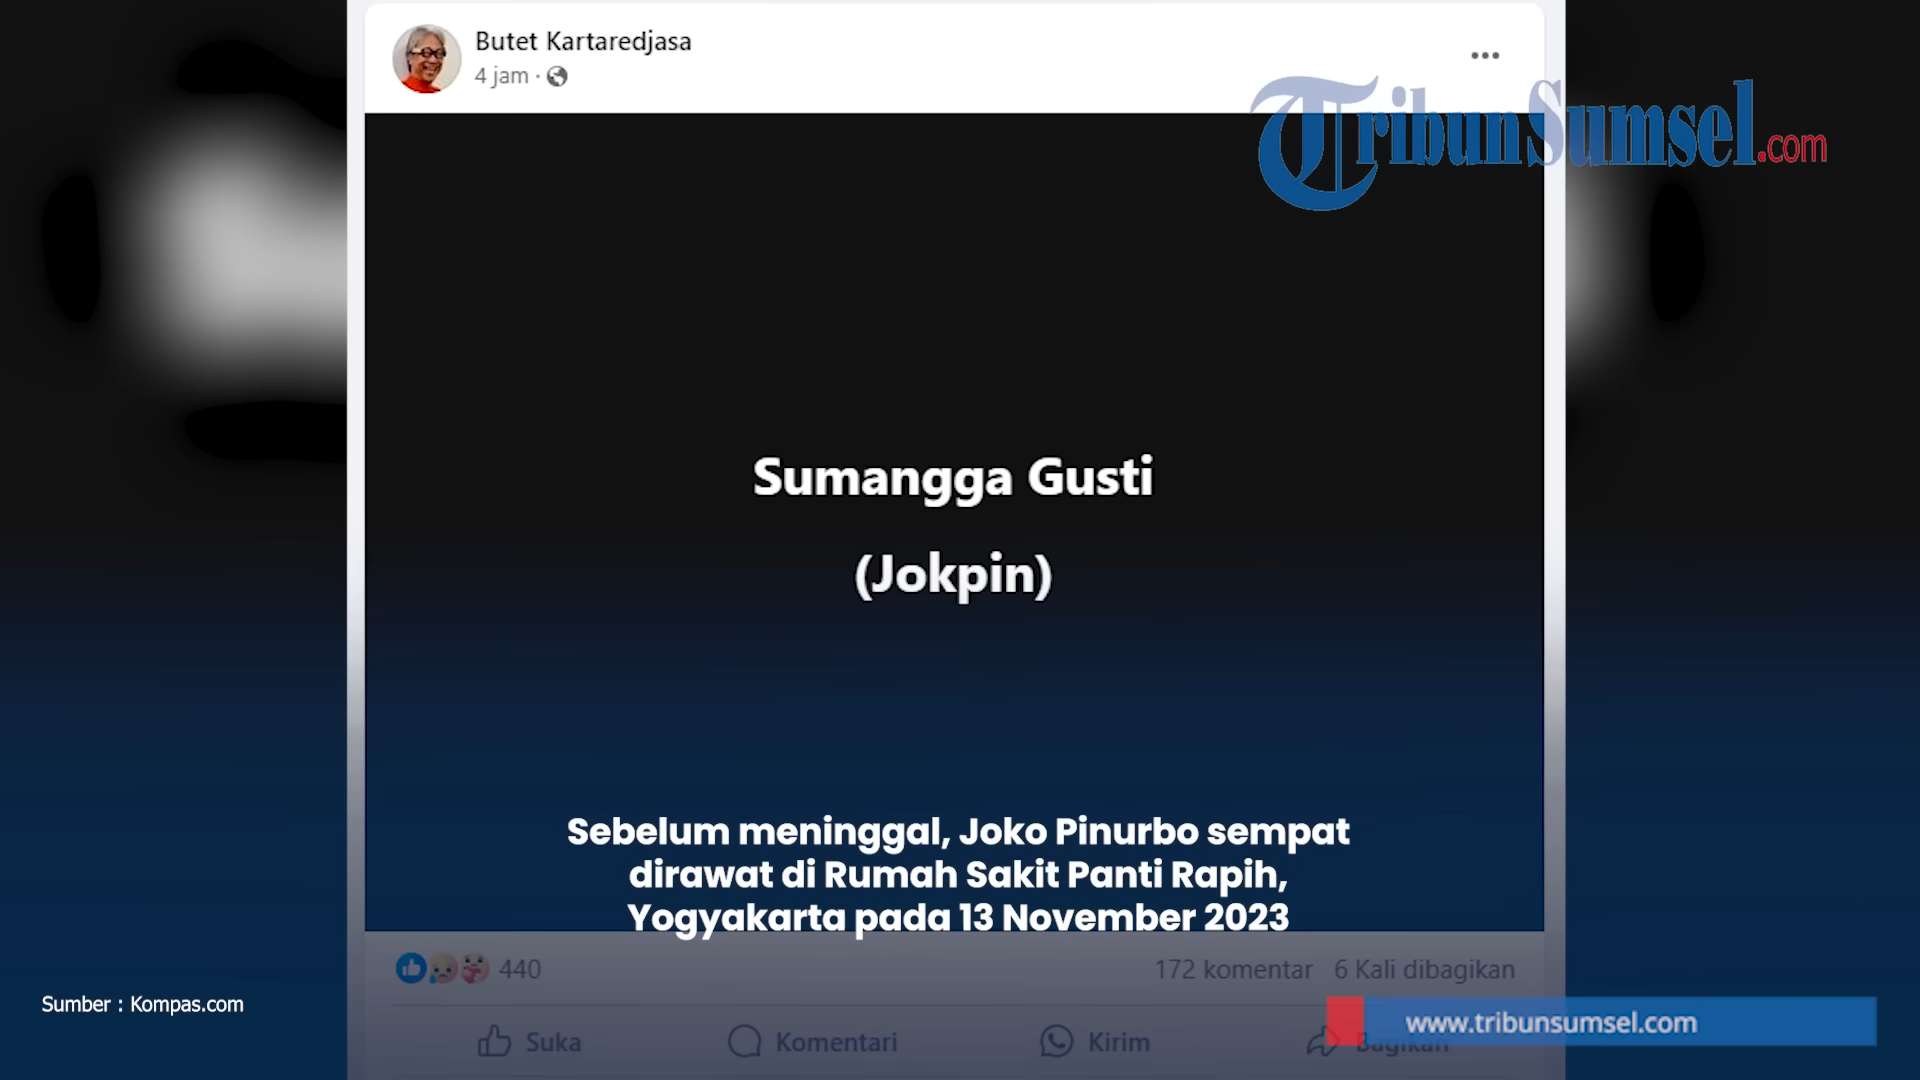 Butet Kartaredjasa
4 jam ·
TribunSumsel.com
Sumangga Gusti
(Jokpin)
Sebelum meninggal, Joko Pinurbo sempat
dirawat di Rumah Sakit Panti Rapih,
Yogyakarta pada 13 November 2023
440
172 komentar 6 Kali dibagikan
Sumber : Kompas.com
www.tribunsumsel.com
Suka Komentari Kirim Bagikan